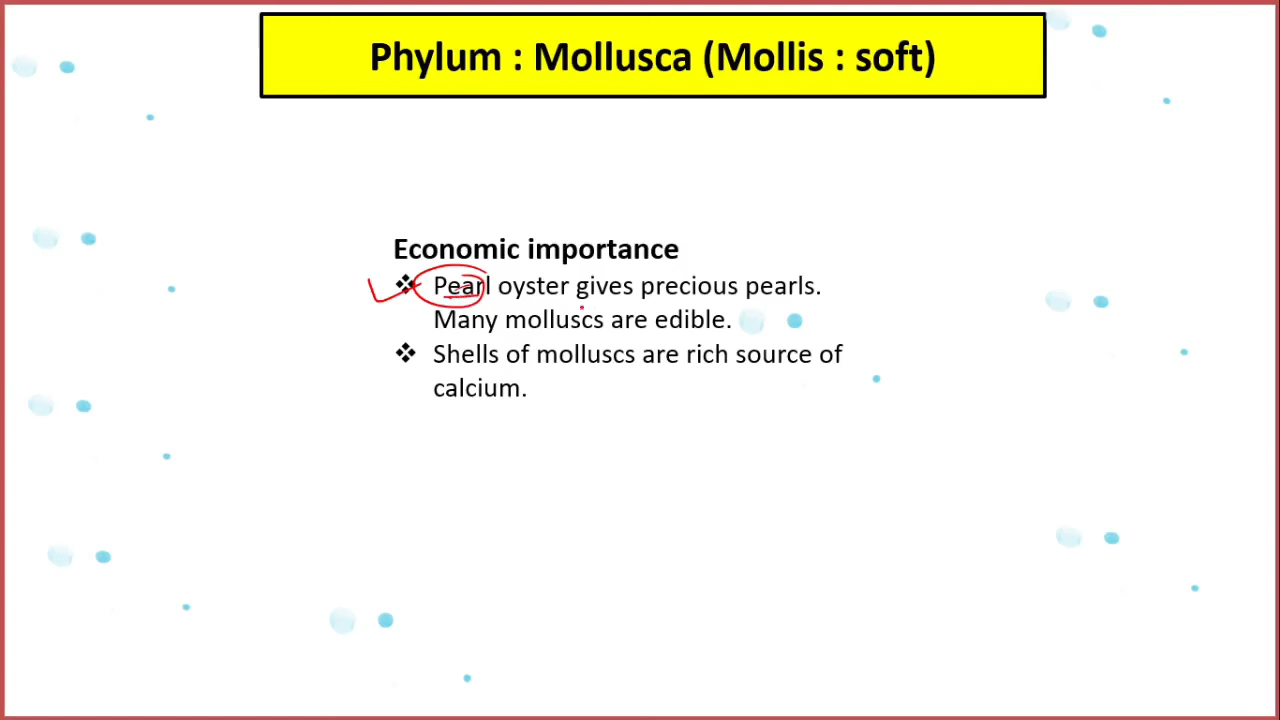 Phylum : Mollusca (Mollis : soft)
Economic importance
❖ Pearl oyster gives precious pearls.
Many molluscs are edible.
❖ Shells of molluscs are rich source of
calcium.